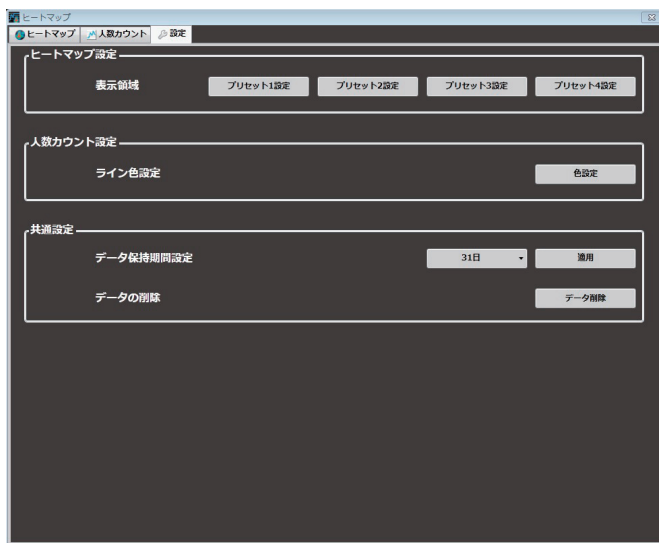 ヒートマップ
ヒートマップ 人数カウント 設定
ヒートマップ設定
表示領域 プリセット1設定 プリセット2設定 プリセット3設定 プリセット4設定
人数カウント設定
ライン色設定 色設定
共通設定
データ保持期間設定 31日 適用
データの削除 データ削除